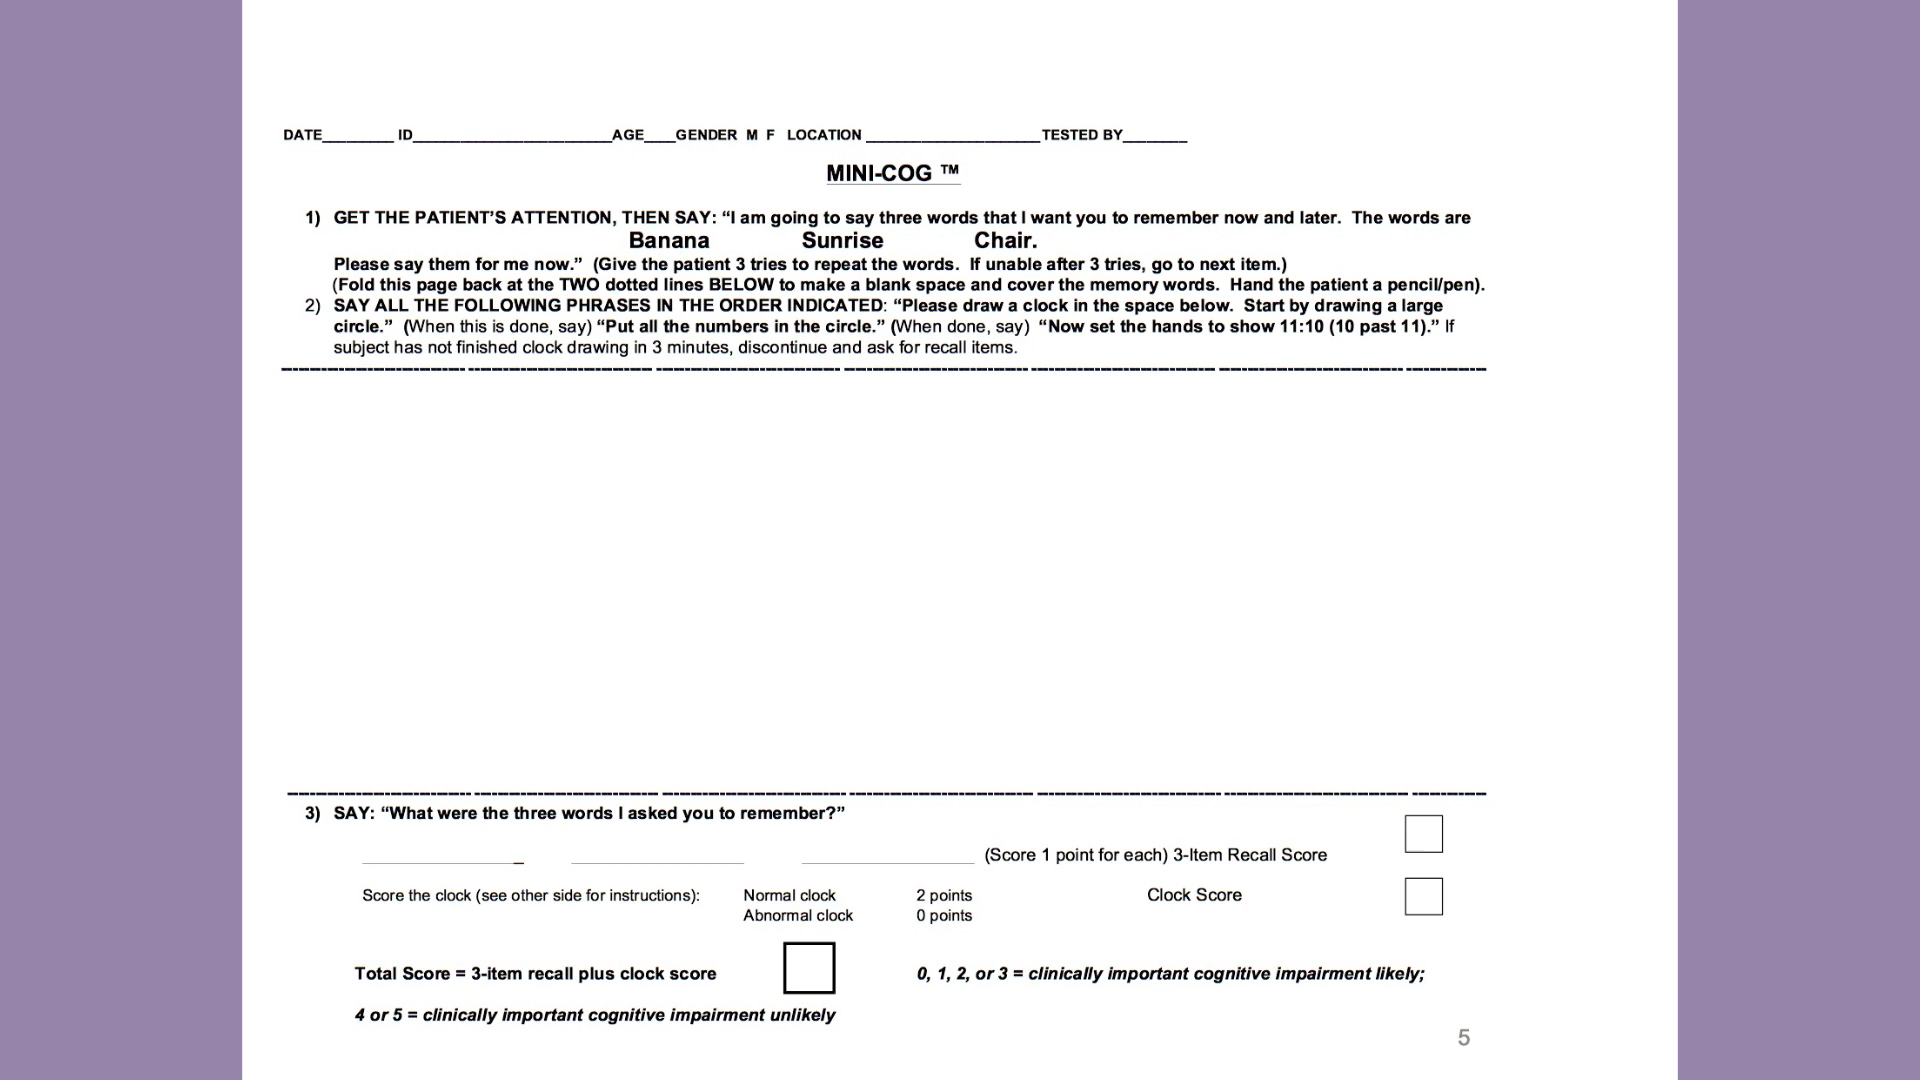 DATE_________ ID_________________________AGE____GENDER M F LOCATION ______________________TESTED BY________
MINI-COG ™
1) GET THE PATIENT’S ATTENTION, THEN SAY: “I am going to say three words that I want you to remember now and later. The words are
Banana Sunrise Chair.
Please say them for me now.” (Give the patient 3 tries to repeat the words. If unable after 3 tries, go to next item.)
(Fold this page back at the TWO dotted lines BELOW to make a blank space and cover the memory words. Hand the patient a pencil/pen).
2) SAY ALL THE FOLLOWING PHRASES IN THE ORDER INDICATED: “Please draw a clock in the space below. Start by drawing a large
circle.” (When this is done, say) “Put all the numbers in the circle.” (When done, say) “Now set the hands to show 11:10 (10 past 11).” If
subject has not finished clock drawing in 3 minutes, discontinue and ask for recall items.
3) SAY: “What were the three words I asked you to remember?”
(Score 1 point for each) 3-Item Recall Score
Score the clock (see other side for instructions): Normal clock 2 points Clock Score
Abnormal clock 0 points
Total Score = 3-item recall plus clock score 0, 1, 2, or 3 = clinically important cognitive impairment likely;
4 or 5 = clinically important cognitive impairment unlikely
5